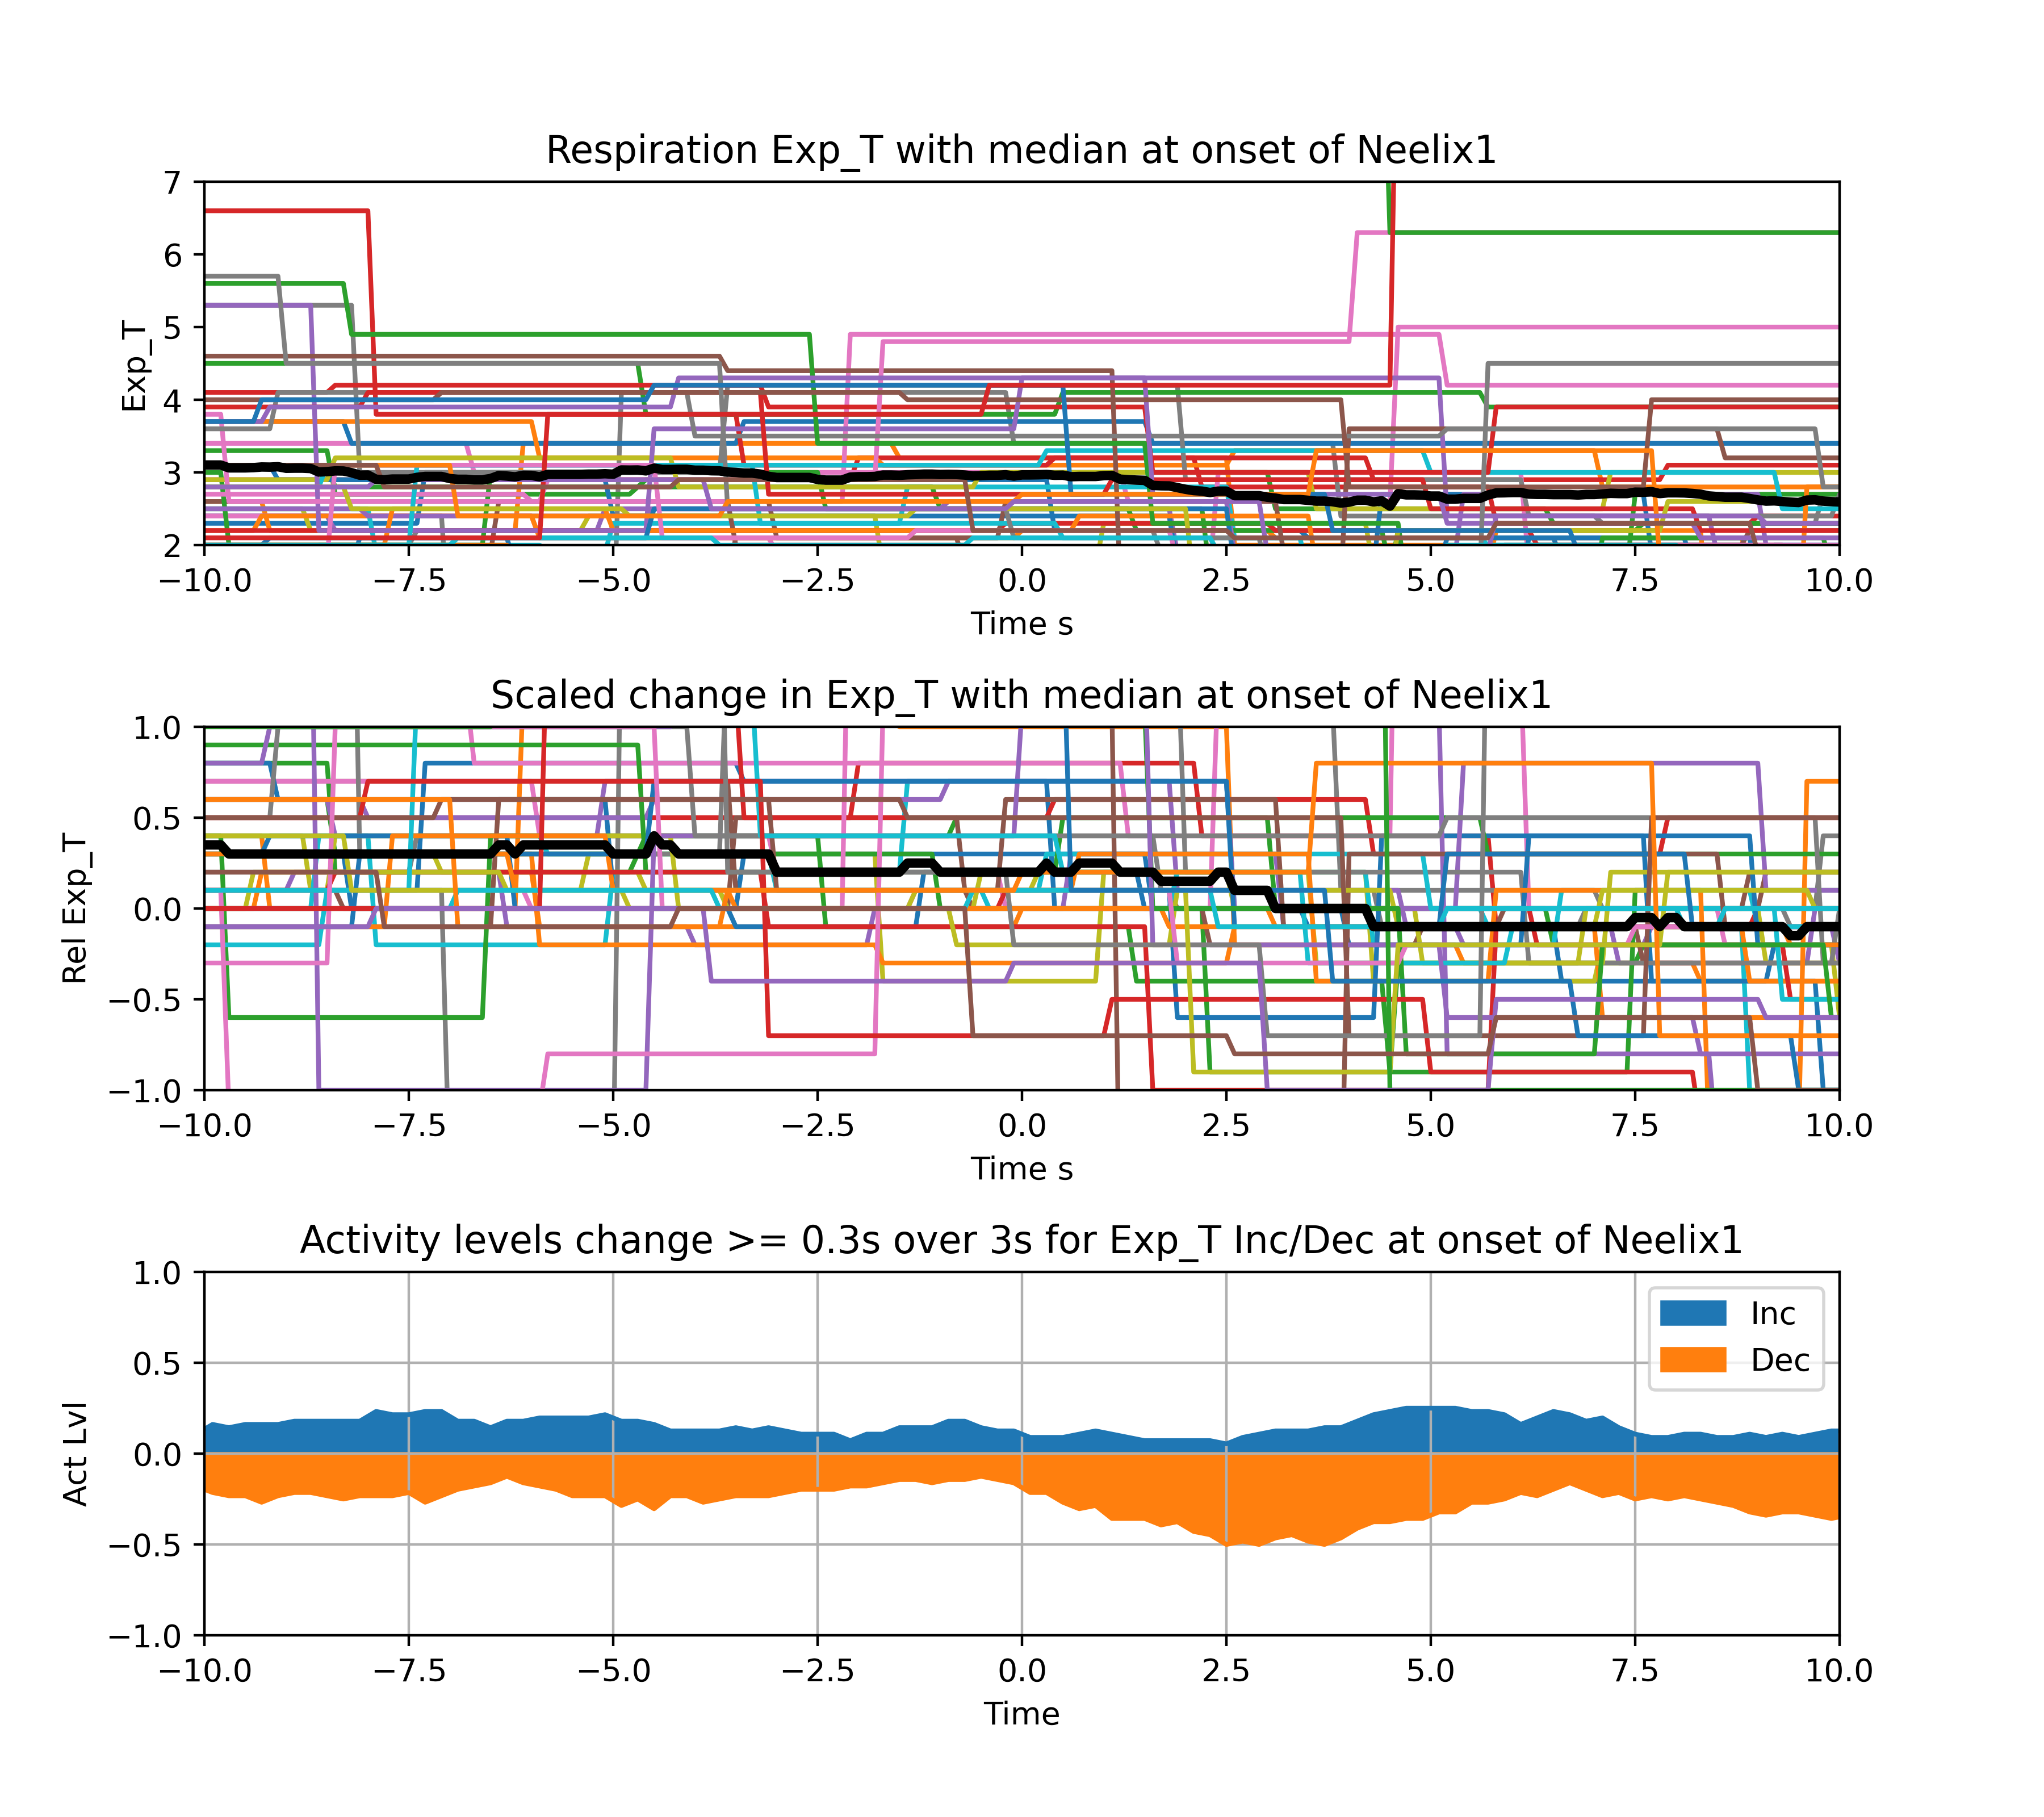 Respiration Exp_T with median at onset of Neelix1
7
6
5
4
3
2
Exp_T
−10.0 −7.5 −5.0 −2.5 0.0 2.5 5.0 7.5 10.0
Time s
Scaled change in Exp_T with median at onset of Neelix1
1.0
0.5
0.0
−0.5
−1.0
Rel Exp_T
−10.0 −7.5 −5.0 −2.5 0.0 2.5 5.0 7.5 10.0
Time s
Activity levels change >= 0.3s over 3s for Exp_T Inc/Dec at onset of Neelix1
1.0
0.5
0.0
−0.5
−1.0
Act Lvl
Inc
Dec
−10.0 −7.5 −5.0 −2.5 0.0 2.5 5.0 7.5 10.0
Time